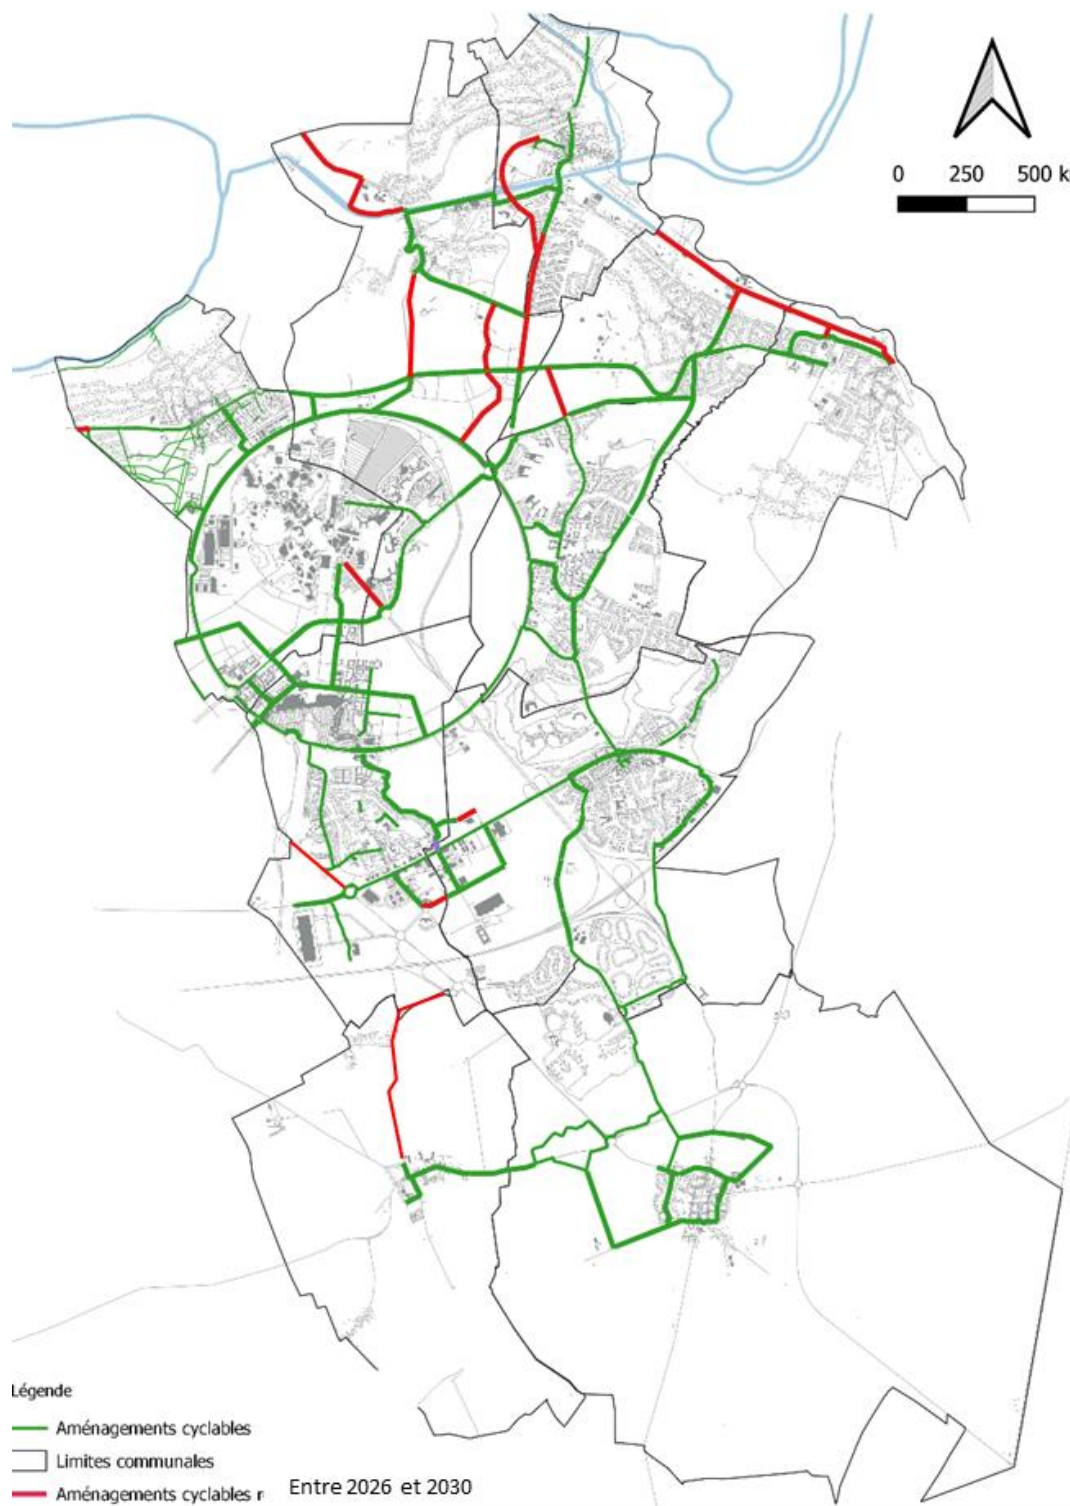 0 250 500 k
Légende
Aménagements cyclables
Limites communales
Aménagements cyclables r
Entre 2026 et 2030